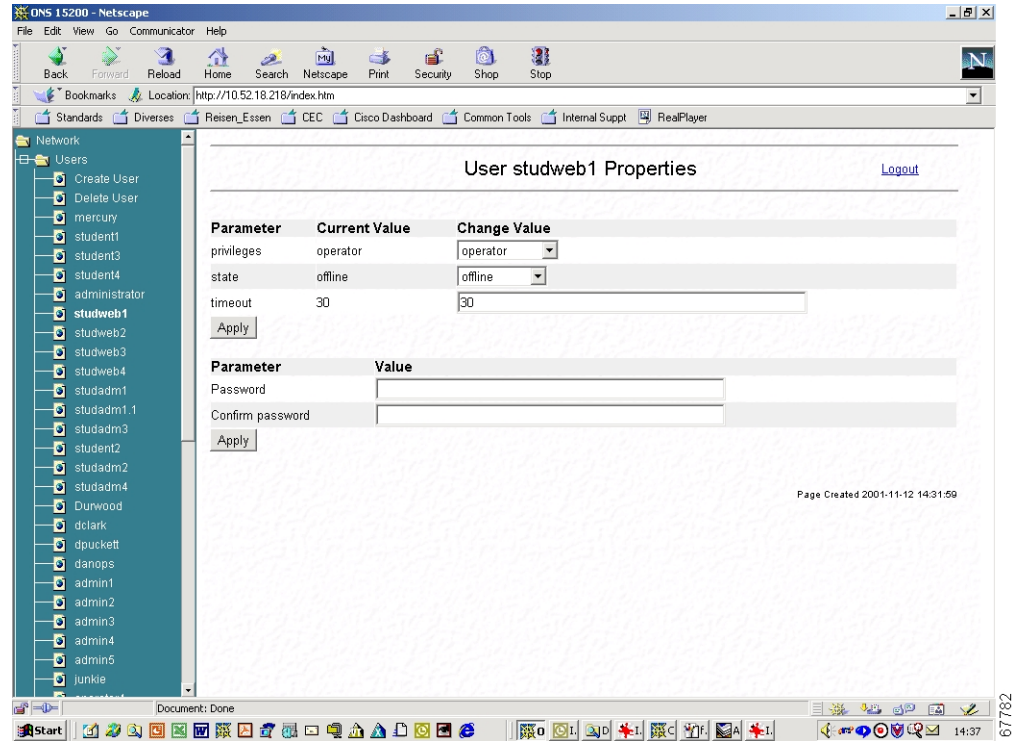 ONS 15200 - Netscape
File Edit View Go Communicator Help
My
N
Back Forward Reload Home Search Netscape Print Security Shop Stop
Bookmarks Location: http://10.52.18.218/index.htm
Standards Diverses Reisen_Essen CEC Cisco Dashboard Common Tools Internal Suppt RealPlayer
Network
Users
Create User
Delete User
mercury
student1
student3
student4
administrator
studweb1
studweb2
studweb3
studweb4
studadm1
studadm1.1
studadm3
student2
studadm2
studadm4
Durwood
dclark
dpuckett
danops
admin1
admin2
admin3
admin4
admin5
junkie
User studweb1 Properties Logout
Parameter Current Value Change Value
privileges operator operator
state offline offline
timeout 30 30
Apply
Parameter Value
Password
Confirm password
Apply
Page Created 2001-11-12 14:31:59
Document: Done
Start 14:37
67782